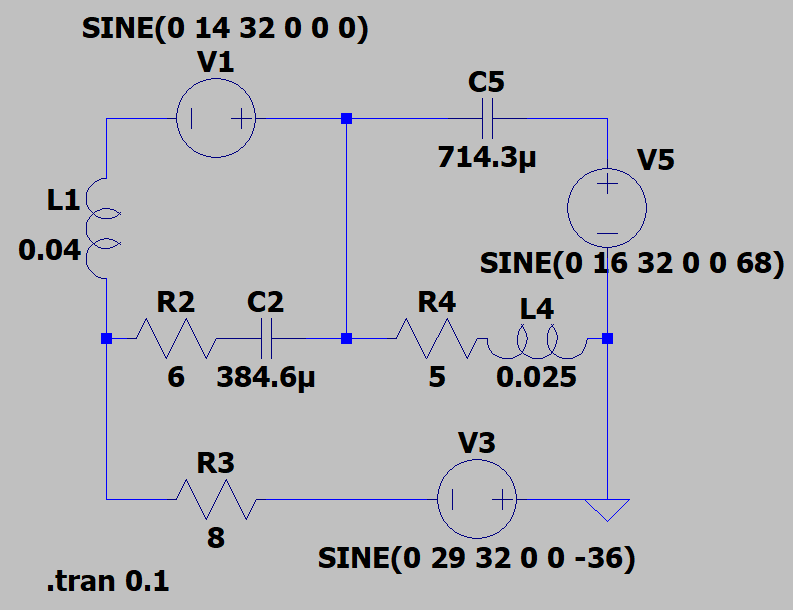 SINE(0 14 32 0 0 0)
V1
C5
714.3µ
V5
L1
0.04
SINE(0 16 32 0 0 68)
R2
C2
R4
L4
6
384.6µ
5
0.025
V3
R3
8
SINE(0 29 32 0 0 -36)
.tran 0.1